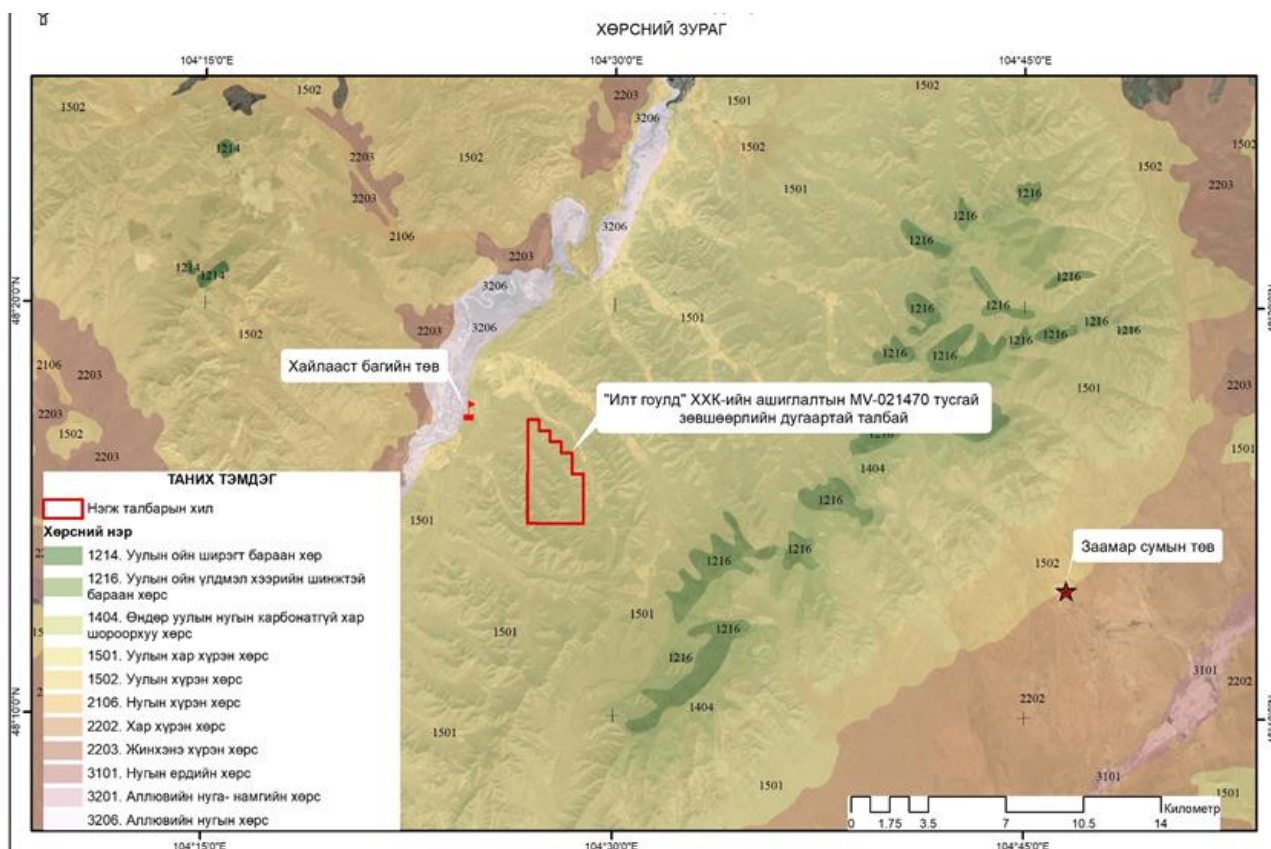 ХӨРСНИЙ ЗУРАГ
104°15'0"E 104°30'0"E 104°45'0"E
1502 1502 2203 1501 1502
3206
1502
1214 2203 1502 1502 1502
2203 2203
1501 1216
1216
2106 3206 1216
2203
1214 1214 3206 1216
48°20'0"N
1216 1216
1502 2203 3206 1501 1216 1216 1216
1216 1216
2106 2203
Хайлааст багийн төв
2203
"Илт гоулд" ХХК-ийн ашиглалтын MV-021470 тусгай
зөвшөөрлийн дугаартай талбай
2203
1502
2203
1501
1404
1216
1501
ТАНИХ ТЭМДЭГ
Нэгж талбарын хил
Хөрсний нэр
1214. Уулын ойн ширэгт бараан хөр
1216. Уулын ойн үлдмэл хээрийн шинжтэй
бараан хөрс
1404. Өндөр уулын нугын карбонатгүй хар
шороорхуу хөрс
1501. Уулын хар хүрэн хөрс
1502. Уулын хүрэн хөрс
2106. Нугын хүрэн хөрс
2202. Хар хүрэн хөрс
2203. Жинхэнэ хүрэн хөрс
3101. Нугын ердийн хөрс
3201. Аллювийн нуга- намгийн хөрс
3206. Аллювийн нугын хөрс
Заамар сумын төв
1216 1216 1502
1501
1501 1216
1216
3101
2202
1404 2202
1501
48°10'0"N
3101
1501 1501
Километр
0 1.75 3.5 7 10.5 14
104°15'0"E 104°30'0"E 104°45'0"E